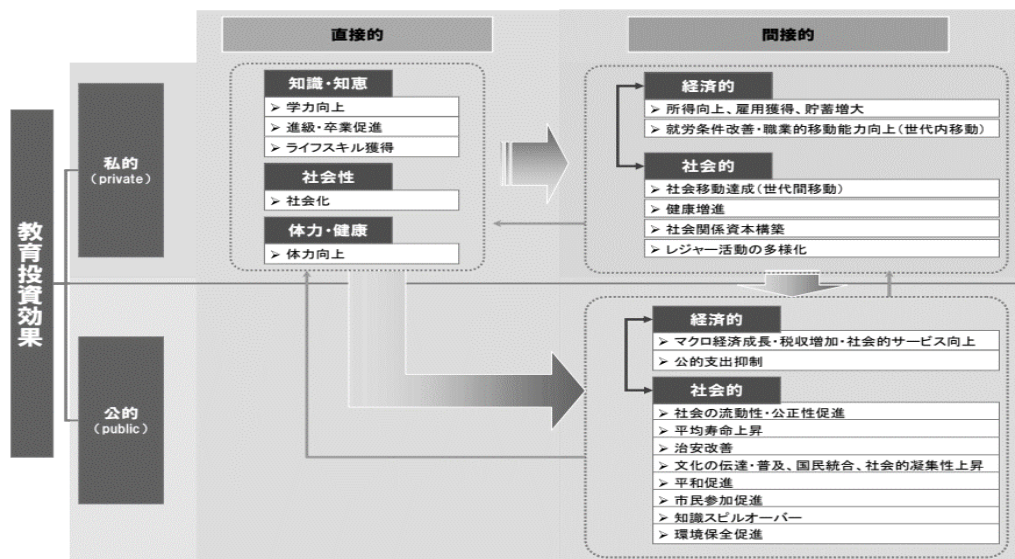 直接的
間接的
教育投資効果
私的
(private)
公的
(public)
知識・知恵
➢ 学力向上
➢ 進級・卒業促進
➢ ライフスキル獲得
社会性
➢ 社会化
体力・健康
➢ 体力向上
経済的
➢ 所得向上、雇用獲得、貯蓄増大
➢ 就労条件改善・職業的移動能力向上(世代内移動)
社会的
➢ 社会移動達成(世代間移動)
➢ 健康増進
➢ 社会関係資本構築
➢ レジャー活動の多様化
経済的
➢ マクロ経済成長・税収増加・社会的サービス向上
➢ 公的支出抑制
社会的
➢ 社会の流動性・公正性促進
➢ 平均寿命上昇
➢ 治安改善
➢ 文化の伝達・普及、国民統合、社会的凝集性上昇
➢ 平和促進
➢ 市民参加促進
➢ 知識スピルオーバー
➢ 環境保全促進